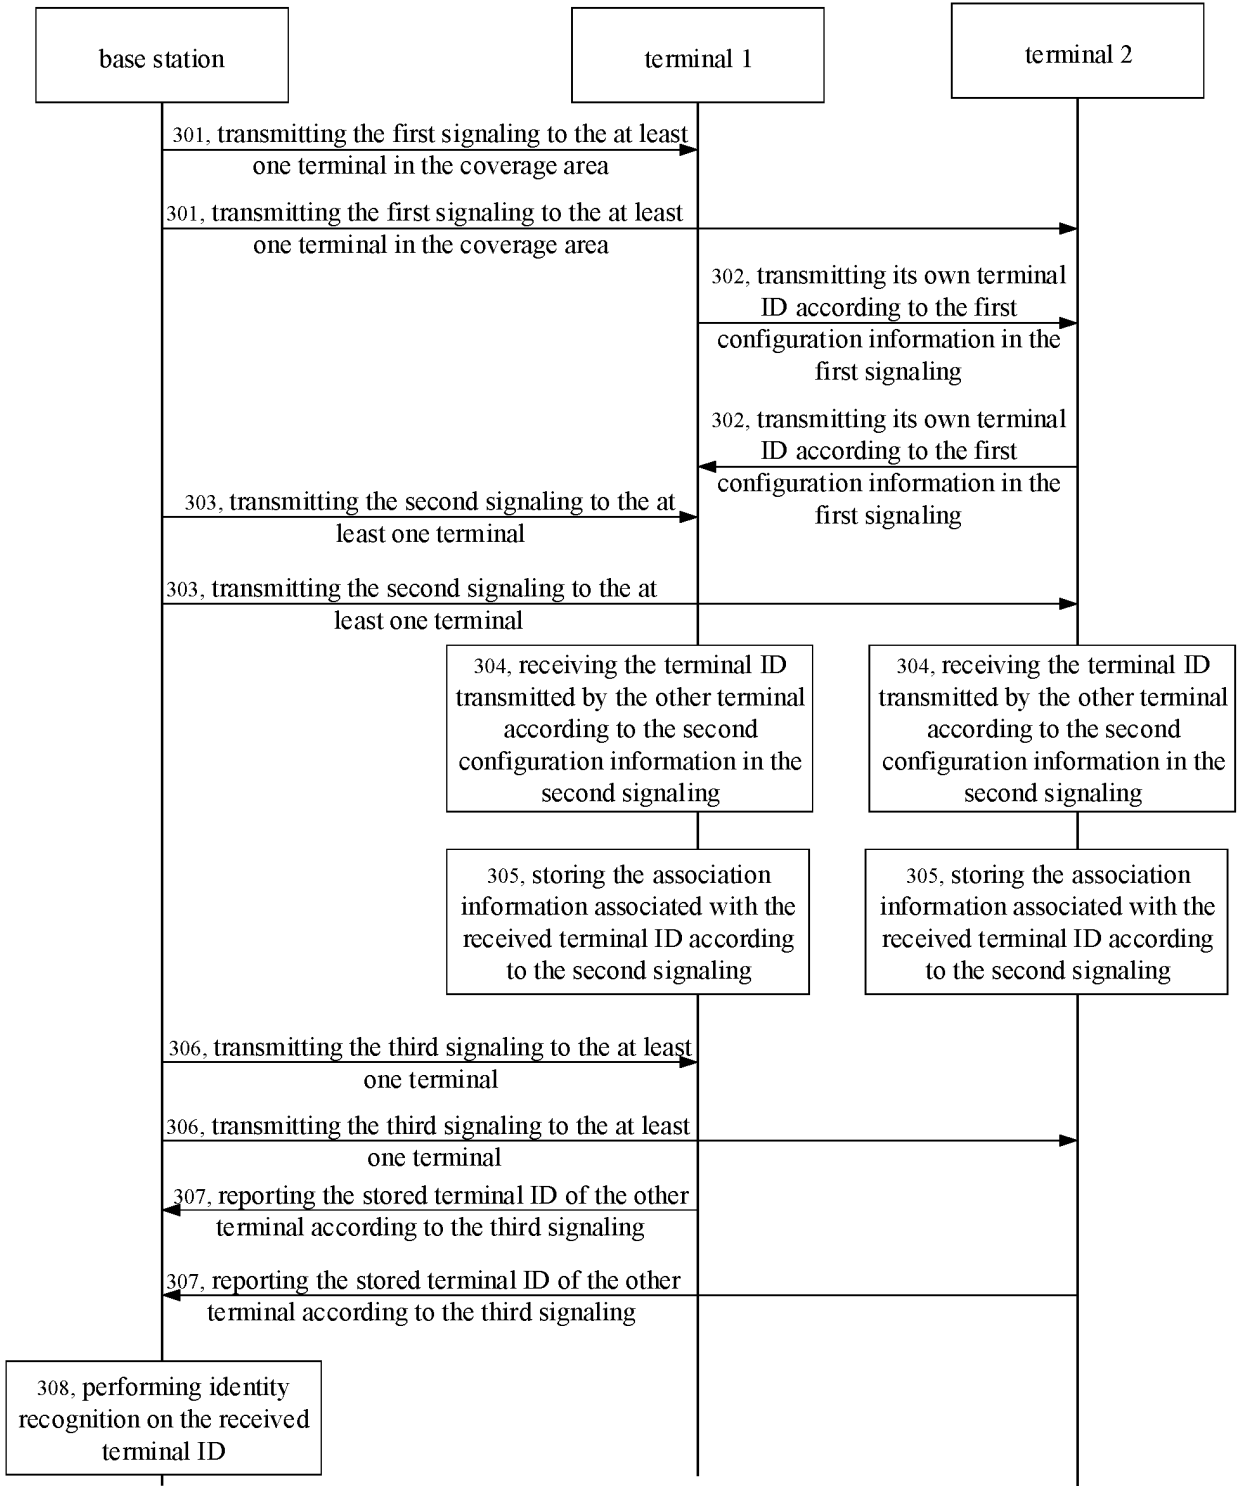 base station
terminal 1
terminal 2
301, transmitting the first signaling to the at least
one terminal in the coverage area
301, transmitting the first signaling to the at least
one terminal in the coverage area
302, transmitting its own terminal
ID according to the first
configuration information in the
first signaling
302, transmitting its own terminal
ID according to the first
configuration information in the
first signaling
303, transmitting the second signaling to the at
least one terminal
303, transmitting the second signaling to the at
least one terminal
304, receiving the terminal ID
transmitted by the other terminal
according to the second
configuration information in the
second signaling
304, receiving the terminal ID
transmitted by the other terminal
according to the second
configuration information in the
second signaling
305, storing the association
information associated with the
received terminal ID according
to the second signaling
305, storing the association
information associated with the
received terminal ID according
to the second signaling
306, transmitting the third signaling to the at least
one terminal
306, transmitting the third signaling to the at least
one terminal
307, reporting the stored terminal ID of the other
terminal according to the third signaling
307, reporting the stored terminal ID of the other
terminal according to the third signaling
308, performing identity
recognition on the received
terminal ID